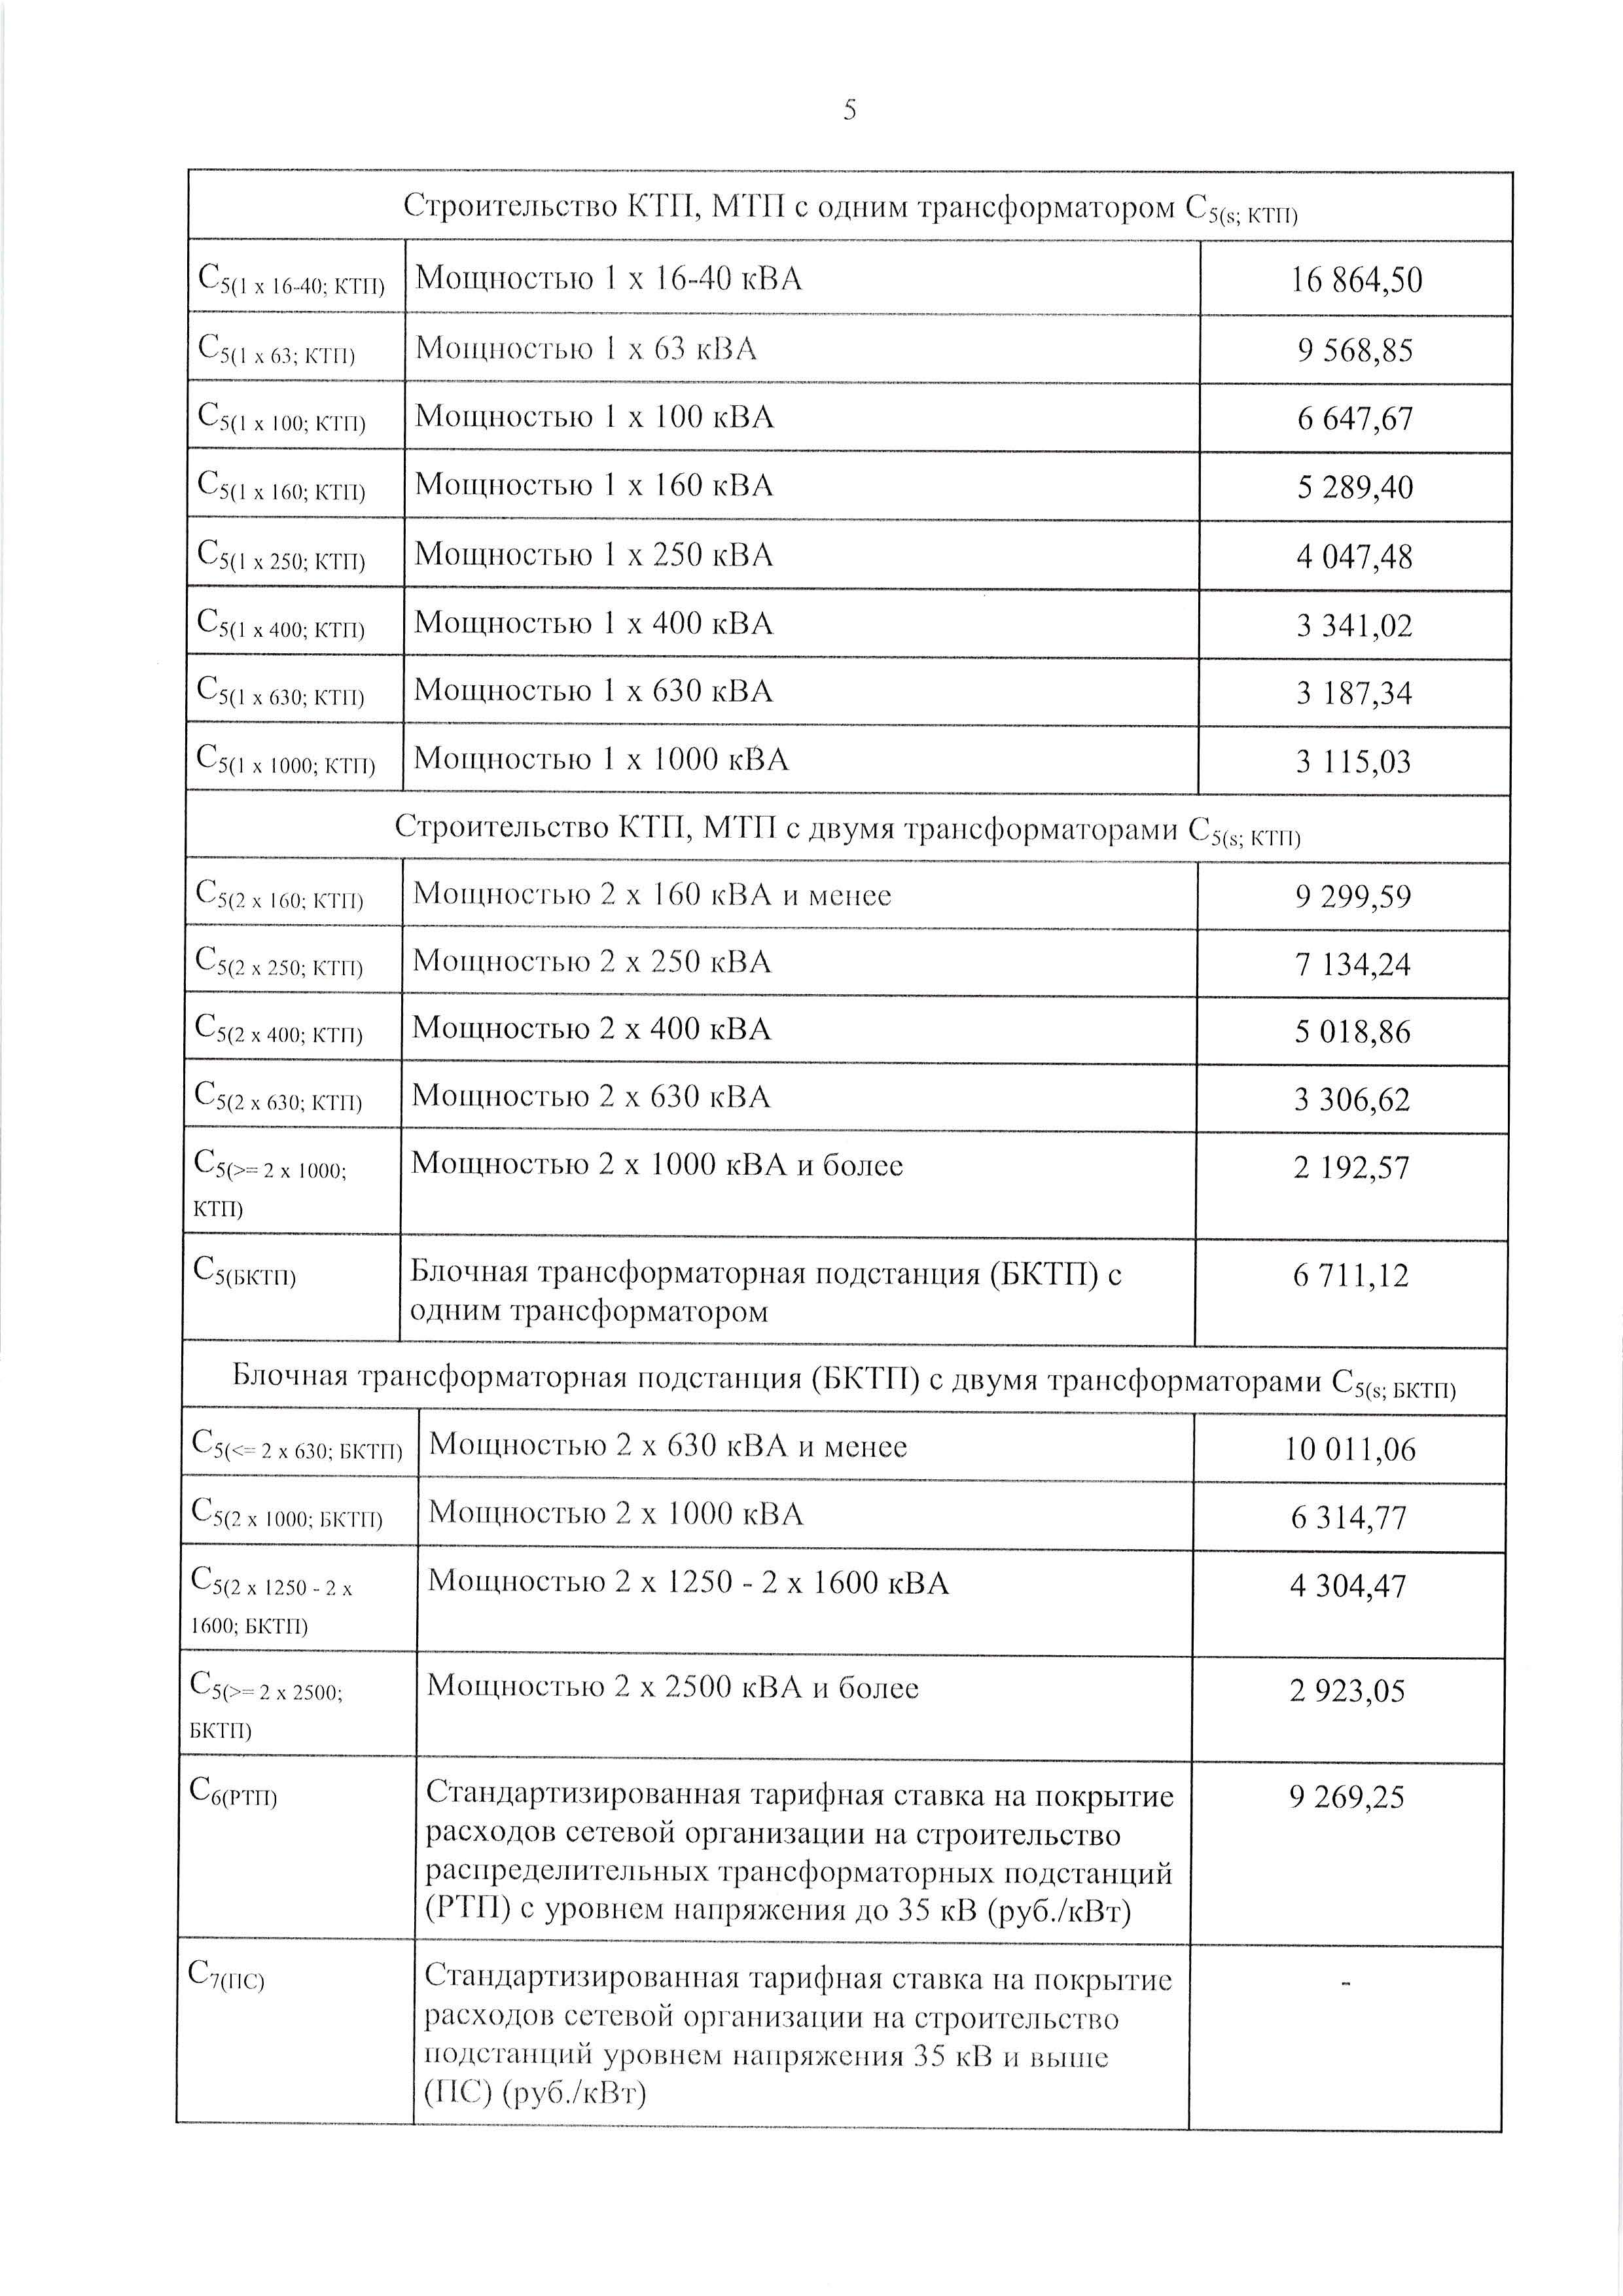 5
Строительство КТП, МТП с одним трансформатором С5(s; КТП)
С5(1 х 16-40; КТП) Мощностью 1 х 16-40 кВА 16 864,50
С5(1 х 63; КТП) Мощностью 1 х 63 кВА 9 568,85
С5(1 х 100; КТП) Мощностью 1 х 100 кВА 6 647,67
С5(1 х 160; КТП) Мощностью 1 х 160 кВА 5 289,40
С5(1 х 250; КТП) Мощностью 1 х 250 кВА 4 047,48
С5(1 х 400; КТП) Мощностью 1 х 400 кВА 3 341,02
С5(1 х 630; КТП) Мощностью 1 х 630 кВА 3 187,34
С5(1 х 1000; КТП) Мощностью 1 х 1000 кВА 3 115,03
Строительство КТП, МТП с двумя трансформаторами С5(s; КТП)
С5(2 х 160; КТП) Мощностью 2 х 160 кВА и менее 9 299,59
С5(2 х 250; КТП) Мощностью 2 х 250 кВА 7 134,24
С5(2 х 400; КТП) Мощностью 2 х 400 кВА 5 018,86
С5(2 х 630; КТП) Мощностью 2 х 630 кВА 3 306,62
С5(>= 2 х 1000; Мощностью 2 х 1000 кВА и более 2 192,57
КТП)
С5(БКТП) Блочная трансформаторная подстанция (БКТП) с 6 711,12
одним трансформатором
Блочная трансформаторная подстанция (БКТП) с двумя трансформаторами С5(s; БКТП)
С5(<= 2 х 630; БКТП) Мощностью 2 х 630 кВА и менее 10 011,06
С5(2 х 1000; БКТП) Мощностью 2 х 1000 кВА 6 314,77
С5(2 х 1250 - 2 х Мощностью 2 х 1250 - 2 х 1600 кВА 4 304,47
1600; БКТП)
С5(>= 2 х 2500; Мощностью 2 х 2500 кВА и более 2 923,05
БКТП)
С6(РТП) Стандартизированная тарифная ставка на покрытие 9 269,25
расходов сетевой организации на строительство
распределительных трансформаторных подстанций
(РТП) с уровнем напряжения до 35 кВ (руб./кВт)
С7(ПС) Стандартизированная тарифная ставка на покрытие -
расходов сетевой организации на строительство
подстанций уровнем напряжения 35 кВ и выше
(ПС) (руб./кВт)